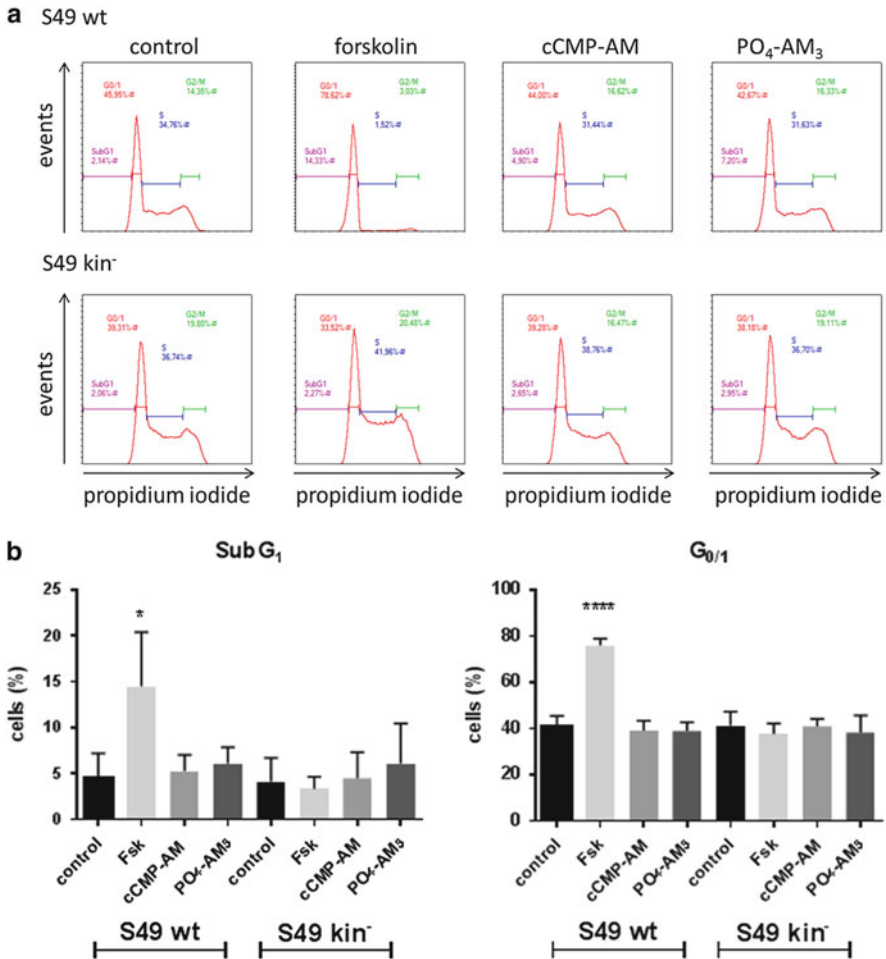 a S49 wt
control forskolin cCMP-AM PO₄-AM₃
events
G0/1
45,95%-#
G2/M
14,35%-#
S
34,76%-#
SubG1
2,14%-#
G0/1
78,62%-#
G2/M
3,03%-#
S
1,52%-#
SubG1
14,33%-#
G0/1
44,00%-#
G2/M
16,62%-#
S
31,44%-#
SubG1
4,90%-#
G0/1
42,67%-#
G2/M
16,33%-#
S
31,63%-#
SubG1
7,20%-#
S49 kin⁻
events
G0/1
39,31%-#
G2/M
19,80%-#
S
36,74%-#
SubG1
2,06%-#
G0/1
33,52%-#
G2/M
20,48%-#
S
41,96%-#
SubG1
2,27%-#
G0/1
39,28%-#
G2/M
16,47%-#
S
38,76%-#
SubG1
2,65%-#
G0/1
38,18%-#
G2/M
19,11%-#
S
36,70%-#
SubG1
2,95%-#
propidium iodide propidium iodide propidium iodide propidium iodide
b
Sub G₁
cells (%)
25
20
15
10
5
0
*
control Fsk cCMP-AM PO₄-AM³ control Fsk cCMP-AM PO₄-AM³
S49 wt S49 kin⁻
G₀/₁
cells (%)
100
80
60
40
20
0
****
control Fsk cCMP-AM PO₄-AM³ control Fsk cCMP-AM PO₄-AM³
S49 wt S49 kin⁻